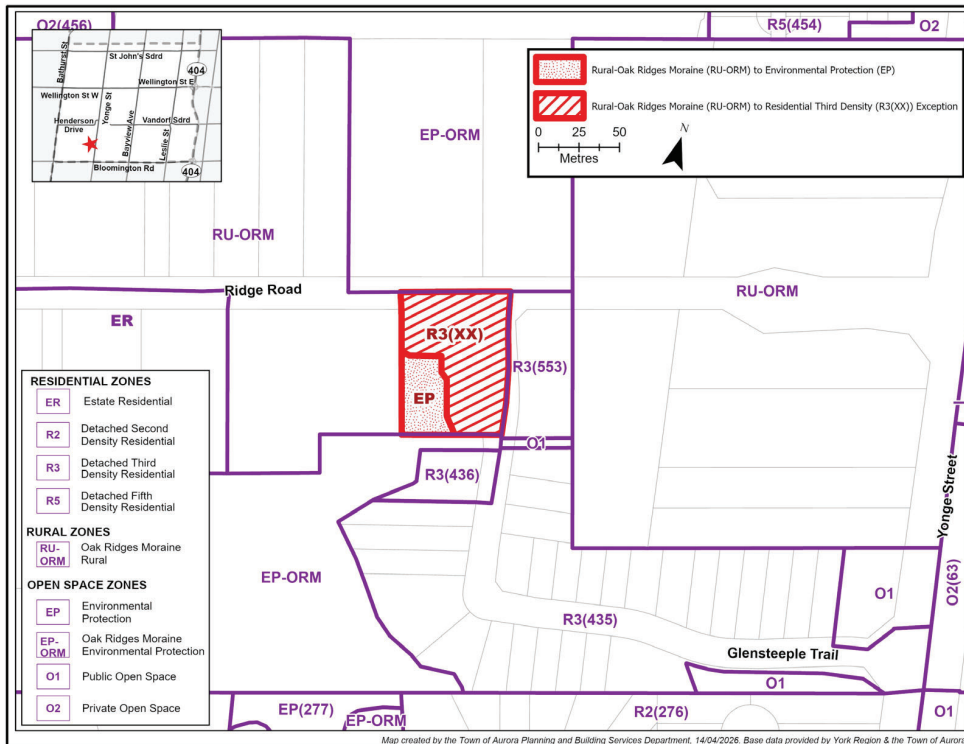 O2(456)
R5(454)
O2
Bathurst St
St John's Sdrd
404
Wellington St E
Wellington St W
Yonge St
Henderson Drive
Vandorf Sdrd
Bayview Ave
Leslie St
Bloomington Rd
404
Rural-Oak Ridges Moraine (RU-ORM) to Environmental Protection (EP)
Rural-Oak Ridges Moraine (RU-ORM) to Residential Third Density (R3(XX)) Exception
0 25 50
Metres
N
EP-ORM
RU-ORM
Ridge Road
RU-ORM
ER
R3(XX)
R3(553)
EP
O1
R3(436)
Yonge Street
EP-ORM
O2(63)
O1
R3(435)
Glensteeple Trail
O1
EP(277)
EP-ORM
R2(276)
O1
RESIDENTIAL ZONES
ER Estate Residential
R2 Detached Second
Density Residential
R3 Detached Third
Density Residential
R5 Detached Fifth
Density Residential
RURAL ZONES
RU-ORM Oak Ridges Moraine
Rural
OPEN SPACE ZONES
EP Environmental
Protection
EP-ORM Oak Ridges Moraine
Environmental Protection
O1 Public Open Space
O2 Private Open Space
Map created by the Town of Aurora Planning and Building Services Department, 14/04/2026. Base data provided by York Region & the Town of Aurora